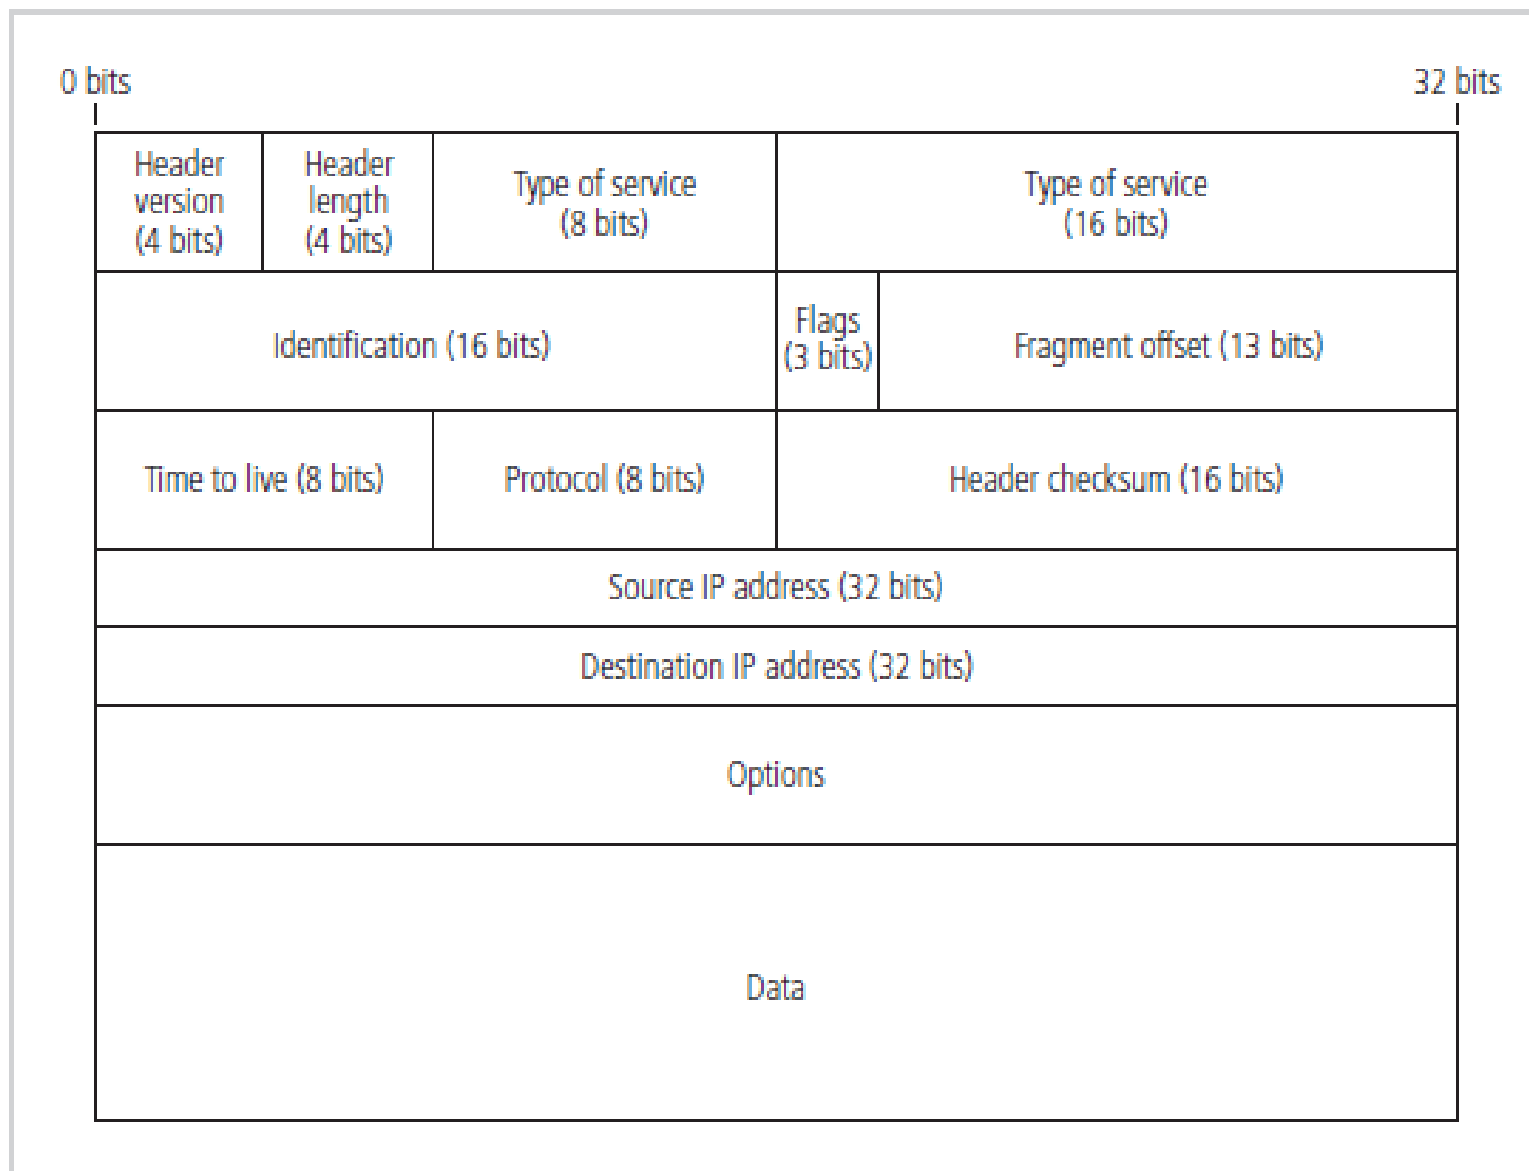 0 bits
32 bits
Header
version
(4 bits)
Header
length
(4 bits)
Type of service
(8 bits)
Type of service
(16 bits)
Identification (16 bits)
Flags
(3 bits)
Fragment offset (13 bits)
Time to live (8 bits)
Protocol (8 bits)
Header checksum (16 bits)
Source IP address (32 bits)
Destination IP address (32 bits)
Options
Data